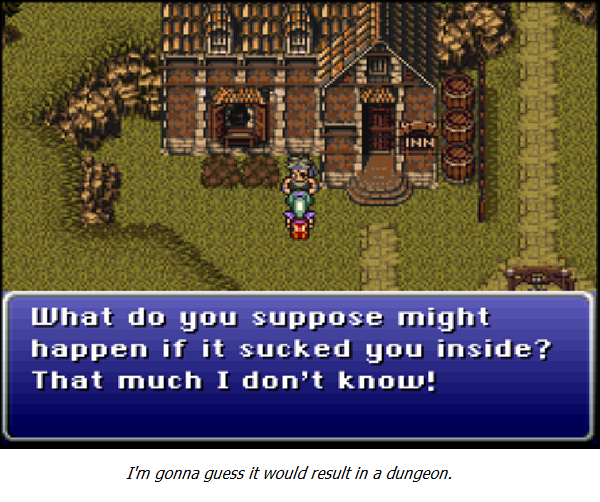 INN
What do you suppose might
happen if it sucked you inside?
That much I don't know!
I'm gonna guess it would result in a dungeon.